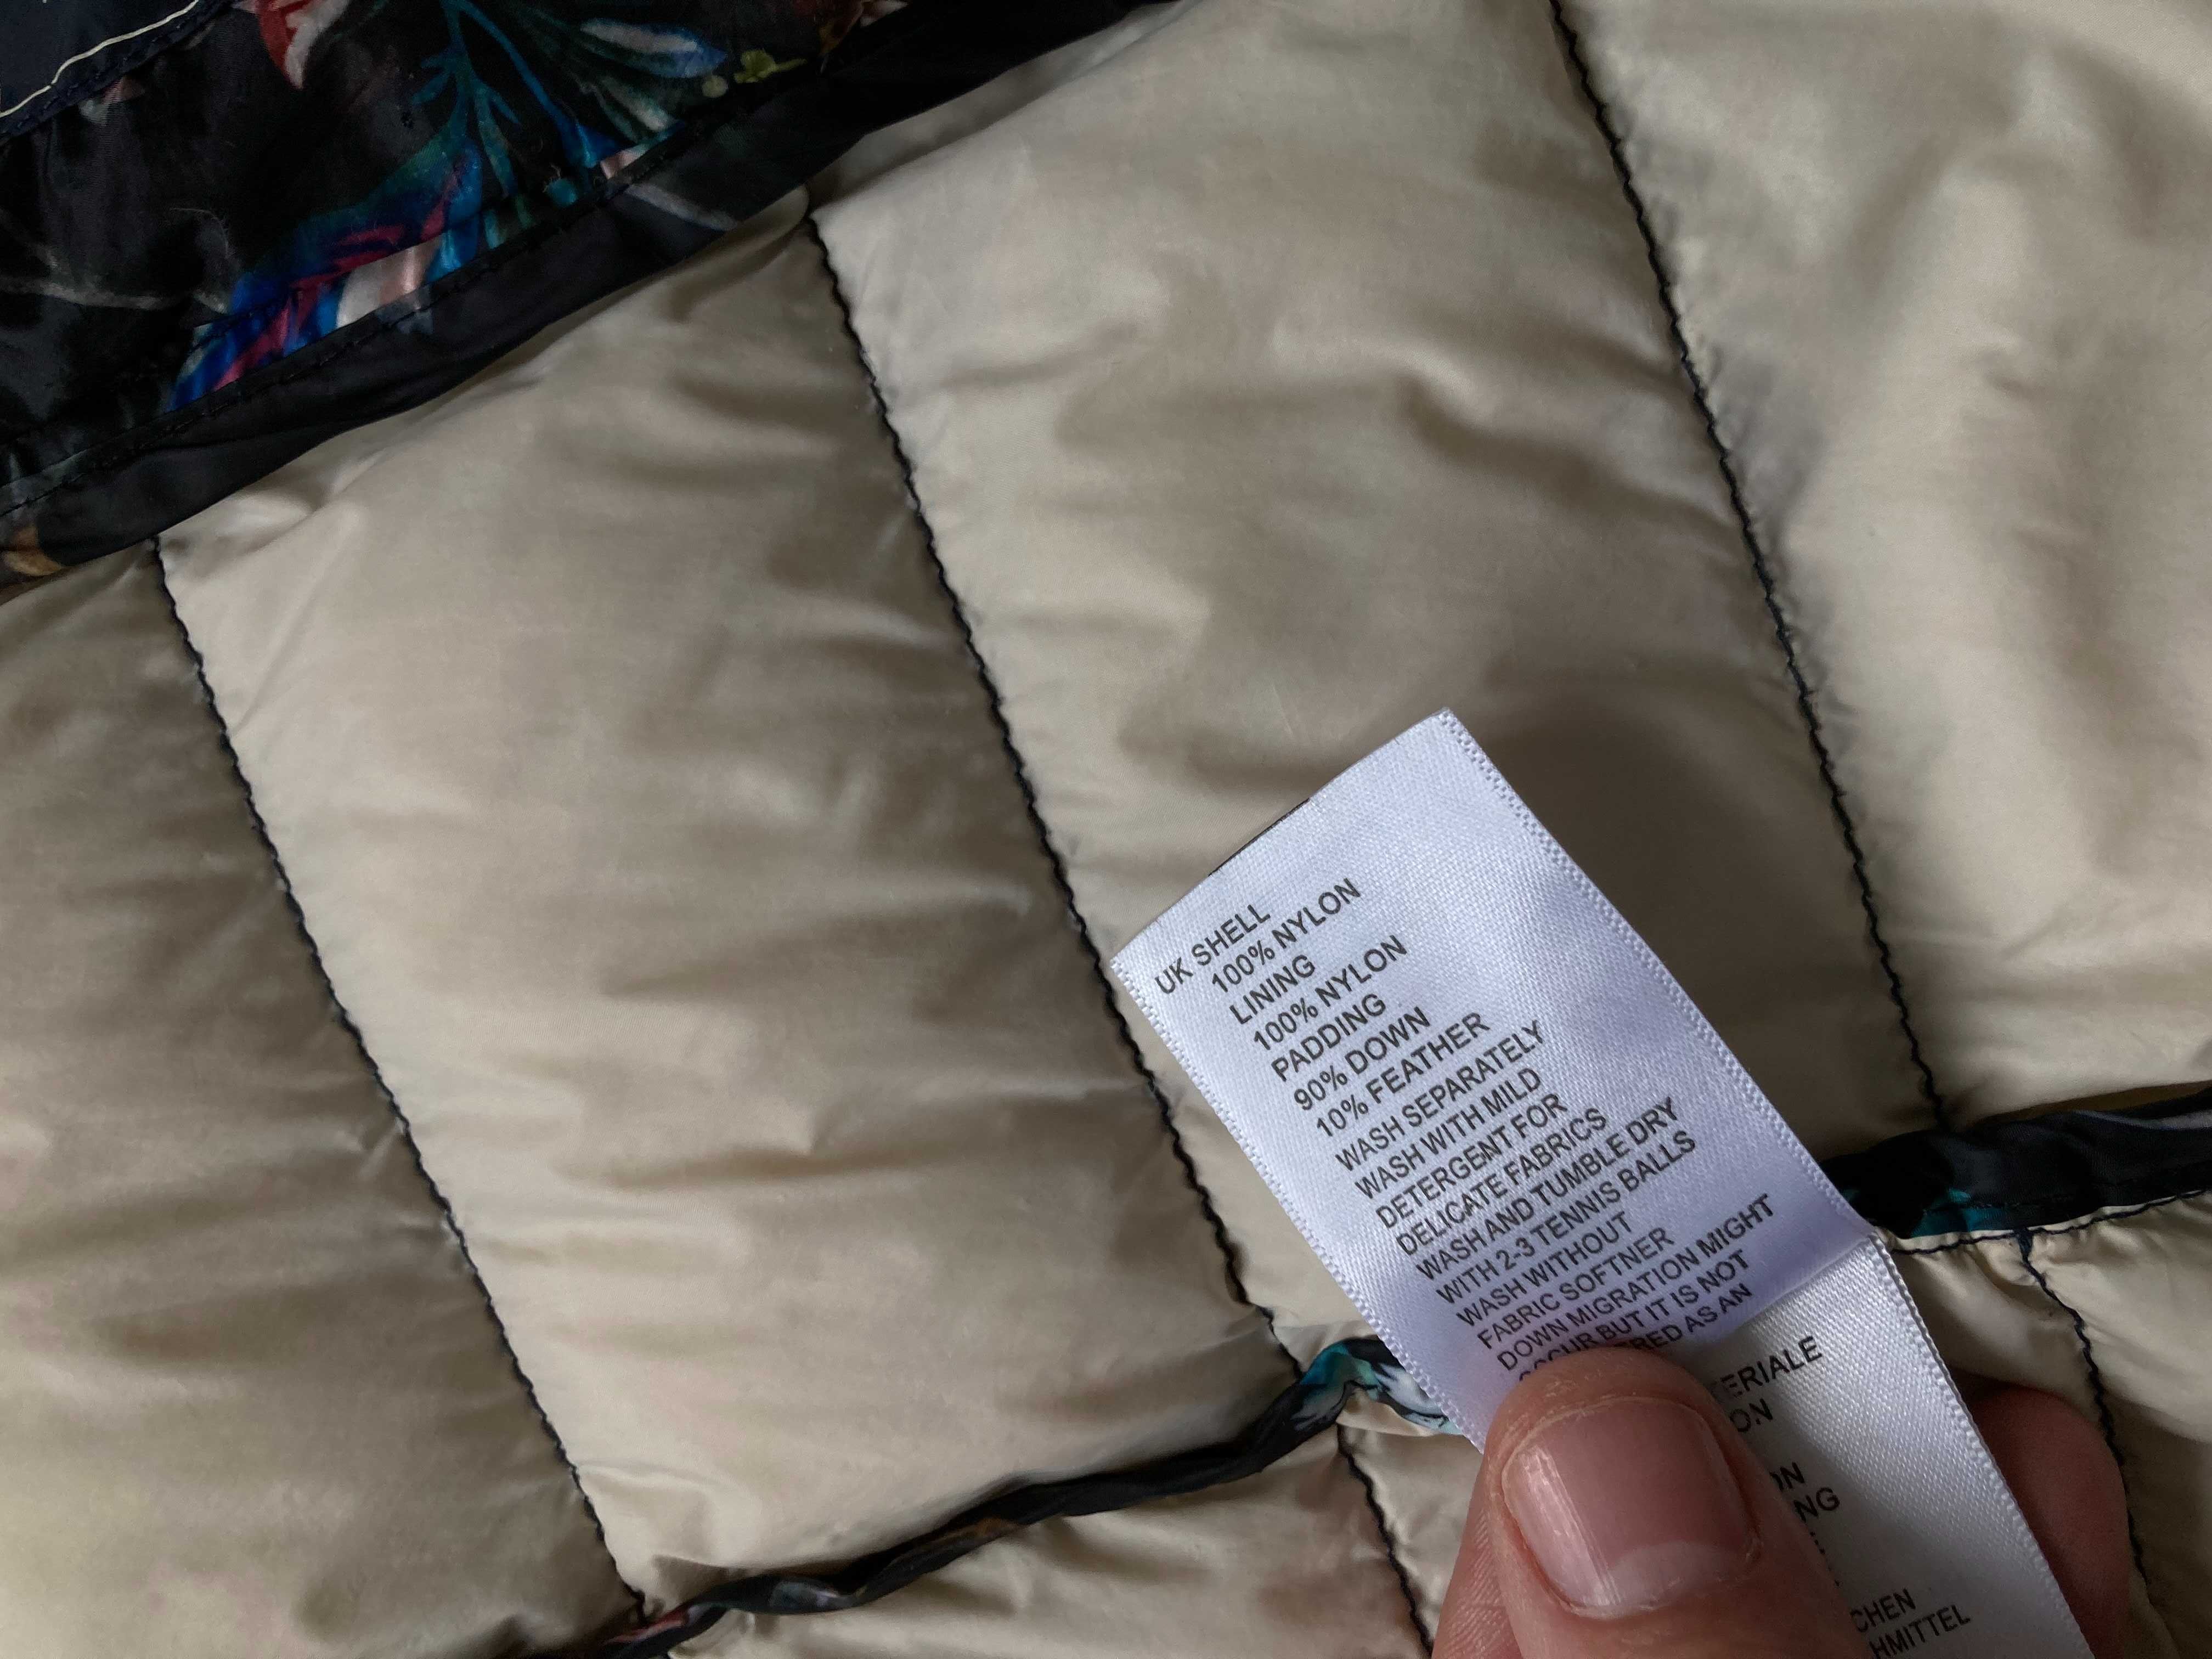 UK SHELL
100% NYLON
LINING
100% NYLON
PADDING
90% DOWN
10% FEATHER
WASH SEPARATELY
WASH WITH MILD
DETERGENT FOR
DELICATE FABRICS
WASH AND TUMBLE DRY
WITH 2-3 TENNIS BALLS
WASH WITHOUT
FABRIC SOFTNER
DOWN MIGRATION MIGHT
BUT IT IS NOT
AS AN